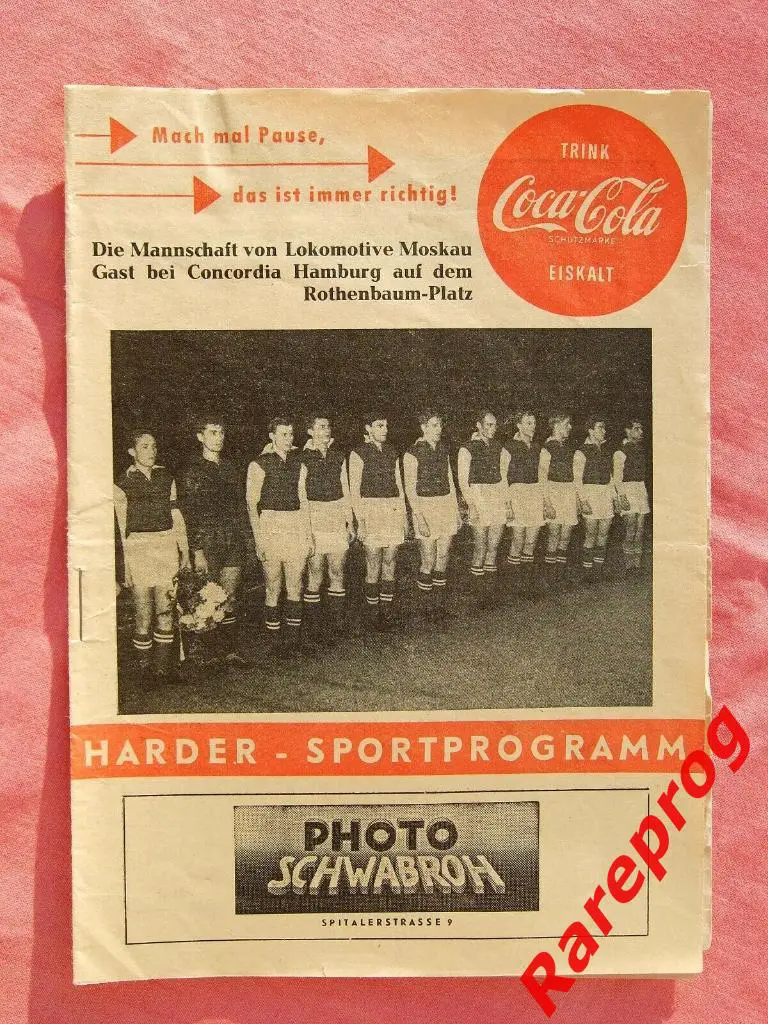 Mach mal Pause,
das ist immer richtig!
TRINK
Coca-Cola
SCHUTZMARKE
EISKALT
Die Mannschaft von Lokomotive Moskau
Gast bei Concordia Hamburg auf dem
Rothenbaum-Platz
HARDER - SPORTPROGRAMM
PHOTO
SCHWABROH
SPITALERSTRASSE 9
Rareprog